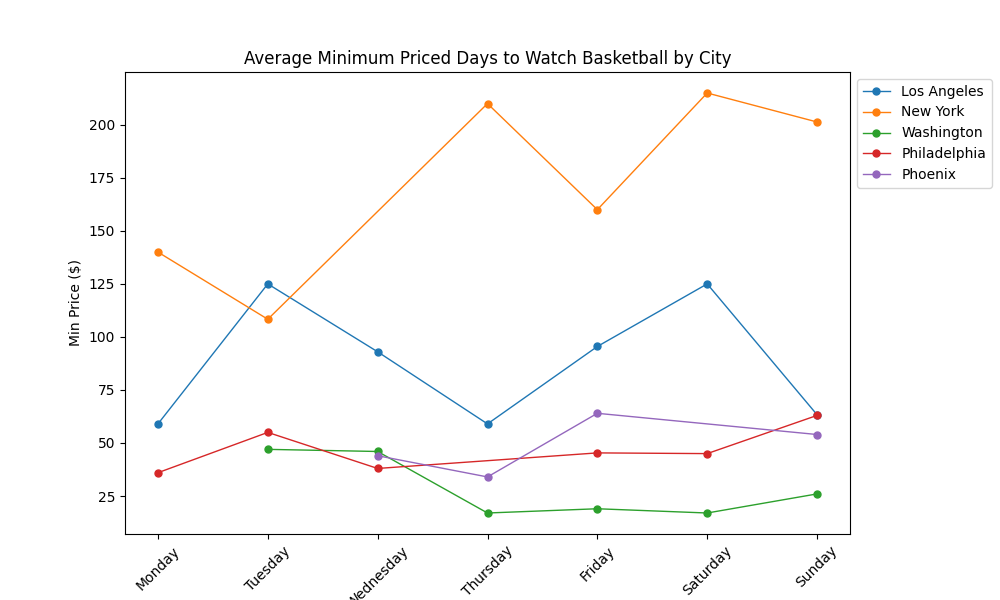 Average Minimum Priced Days to Watch Basketball by City
Los Angeles
New York
Washington
Philadelphia
Phoenix
Min Price ($)
200
175
150
125
100
75
50
25
Monday
Tuesday
Wednesday
Thursday
Friday
Saturday
Sunday